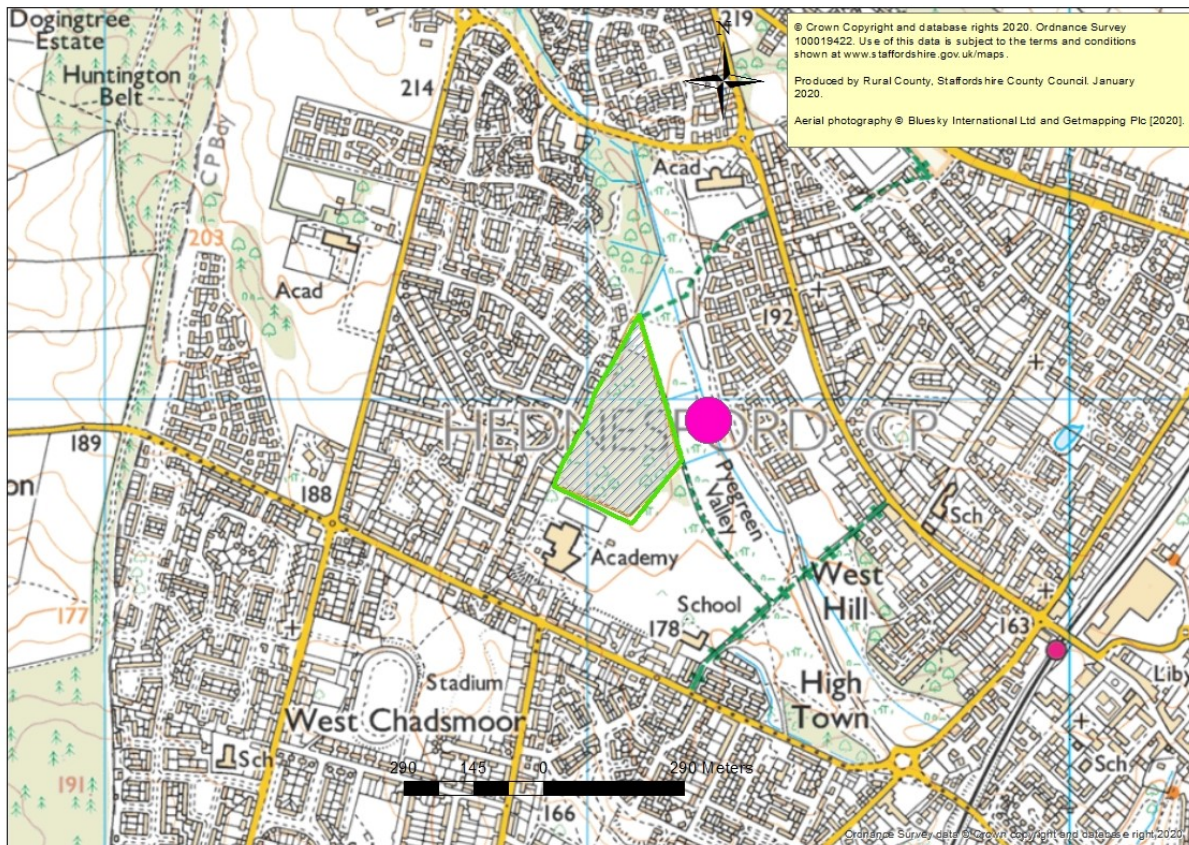 Dogingtree
Estate
Huntington
Belt
214
219
N
© Crown Copyright and database rights 2020. Ordnance Survey
100019422. Use of this data is subject to the terms and conditions
shown at www.staffordshire.gov.uk/maps.
Produced by Rural County, Staffordshire County Council. January
2020.
Aerial photography © Bluesky International Ltd and Getmapping Plc [2020].
CP Bdy
203
Acad
Acad
192
189
HEDNESFORD CP
188
Pyegreen
Valley
Sch
Academy
West
Hill
177
School
178
163
Stadium
High
Town
Liby
West Chadsmoor
Sch
Sch
191
290 145 0 290 Meters
166
Ordnance Survey data © Crown copyright and database right 2020